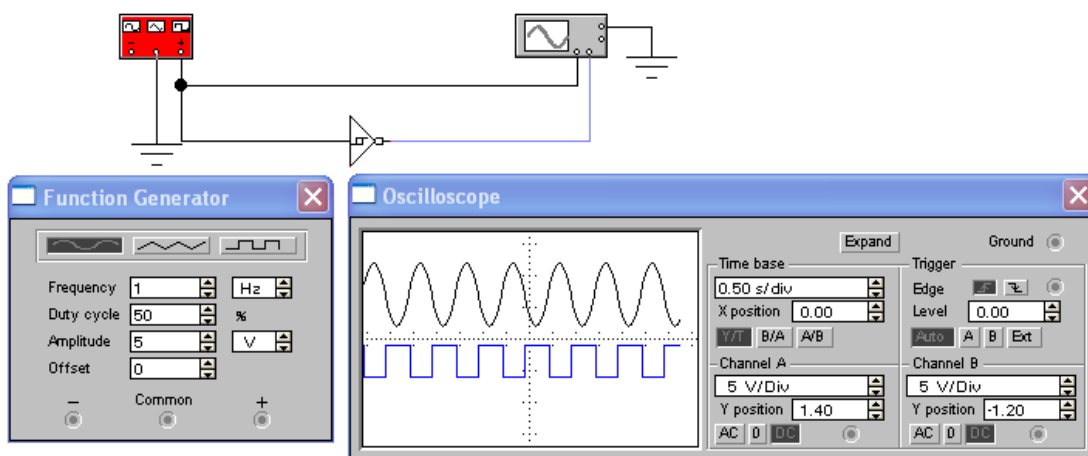 Function Generator
Frequency 1 Hz
Duty cycle 50 %
Amplitude 5 V
Offset 0
− Common +
Oscilloscope
Expand Ground
Time base
0.50 s/div
X position 0.00
Y/T B/A A/B
Trigger
Edge
Level 0.00
Auto A B Ext
Channel A
5 V/Div
Y position 1.40
AC 0 DC
Channel B
5 V/Div
Y position -1.20
AC 0 DC